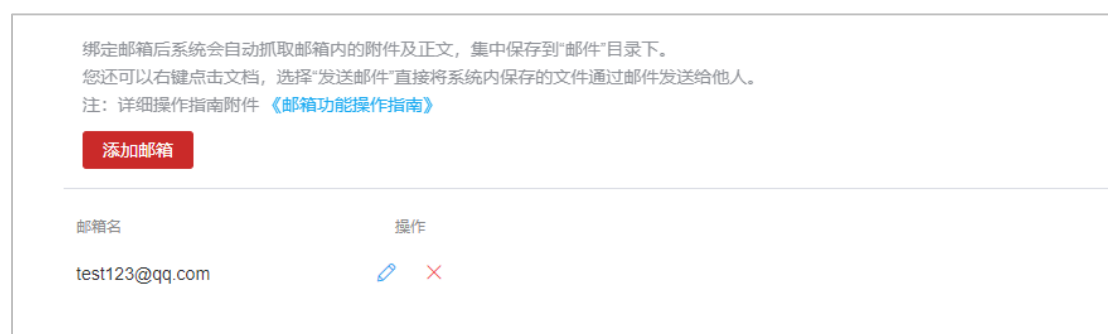 绑定邮箱后系统会自动抓取邮箱内的附件及正文，集中保存到“邮件”目录下。
您还可以右键点击文档，选择“发送邮件”直接将系统内保存的文件通过邮件发送给他人。
注：详细操作指南附件《邮箱功能操作指南》
添加邮箱
邮箱名 操作
test123@qq.com